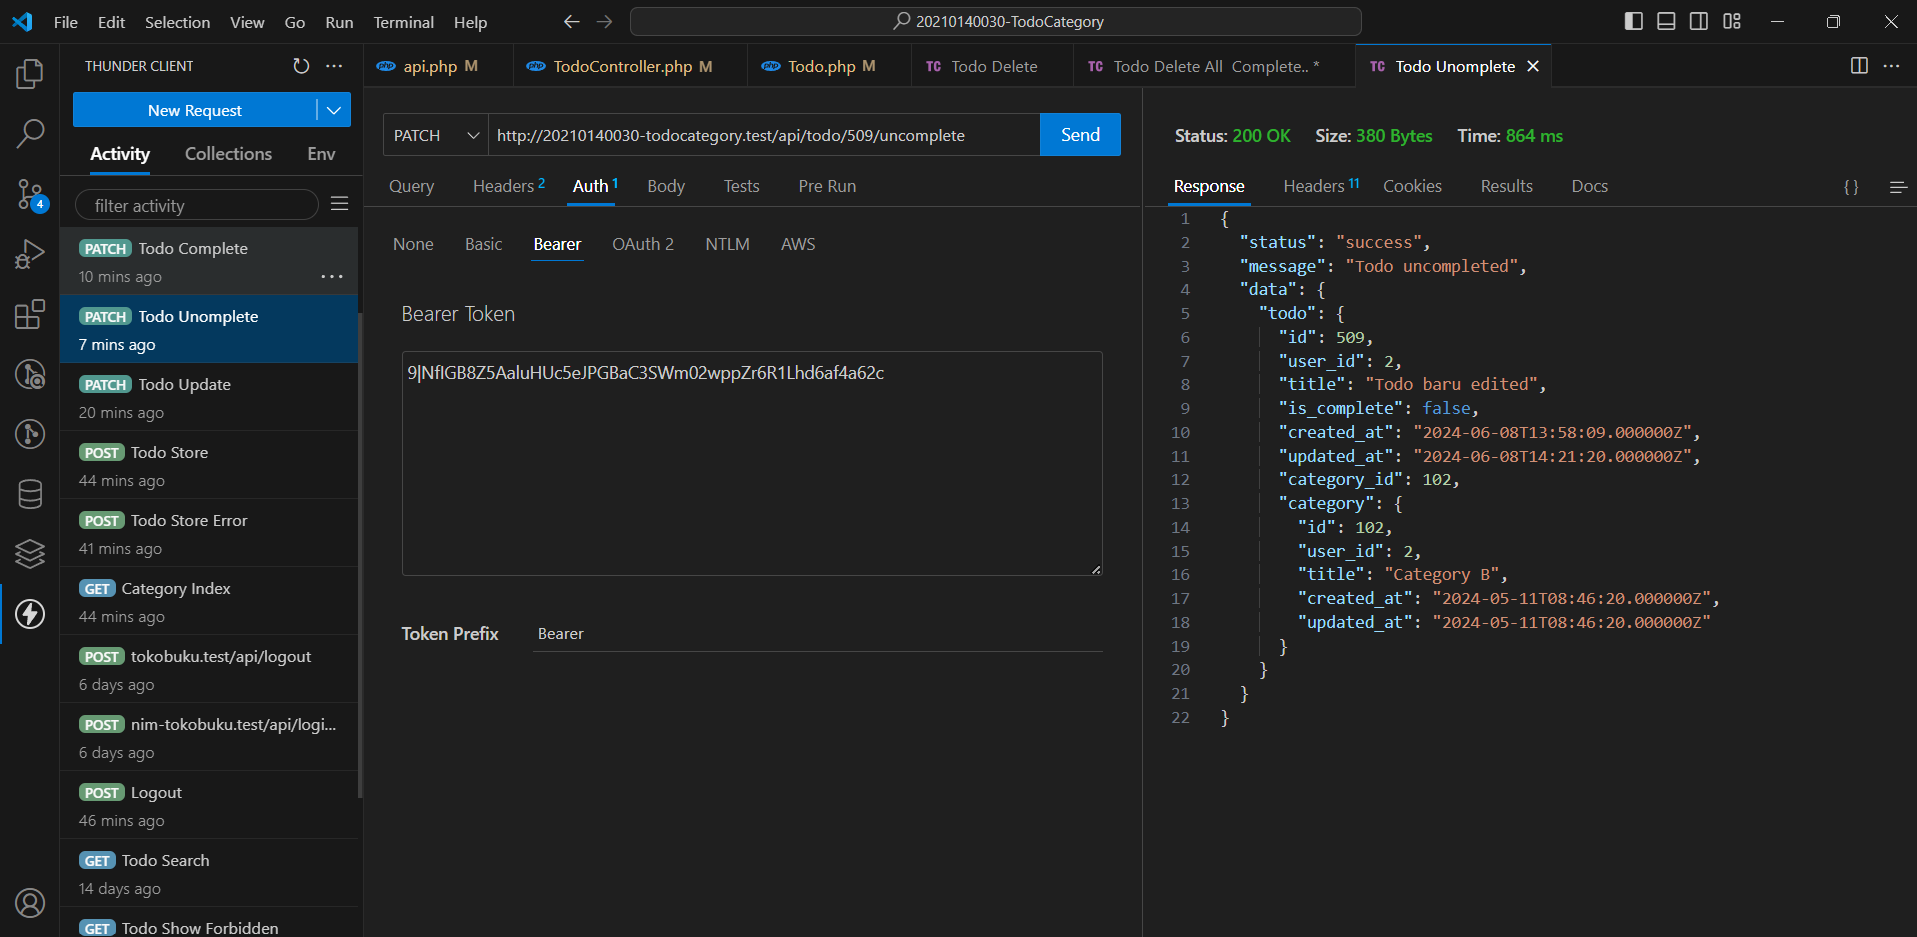 File Edit Selection View Go Run Terminal Help
20210140030-TodoCategory
THUNDER CLIENT
New Request
Activity Collections Env
filter activity
4
PATCH Todo Complete
10 mins ago
PATCH Todo Unomplete
7 mins ago
PATCH Todo Update
20 mins ago
POST Todo Store
44 mins ago
POST Todo Store Error
41 mins ago
GET Category Index
44 mins ago
POST tokobuku.test/api/logout
6 days ago
POST nim-tokobuku.test/api/logi...
6 days ago
POST Logout
46 mins ago
GET Todo Search
14 days ago
GET Todo Show Forbidden
php api.php M
php TodoController.php M
php Todo.php M
TC Todo Delete
TC Todo Delete All Complete.. *
TC Todo Unomplete
PATCH http://20210140030-todocategory.test/api/todo/509/uncomplete Send
Query Headers 2 Auth 1 Body Tests Pre Run
None Basic Bearer OAuth 2 NTLM AWS
Bearer Token
9|NfIGB8Z5AaluHUc5eJPGBaC3SWm02wppZr6R1Lhd6af4a62c
Token Prefix Bearer
Status: 200 OK Size: 380 Bytes Time: 864 ms
Response Headers 11 Cookies Results Docs {}
1 {
2 "status": "success",
3 "message": "Todo uncompleted",
4 "data": {
5 "todo": {
6 "id": 509,
7 "user_id": 2,
8 "title": "Todo baru edited",
9 "is_complete": false,
10 "created_at": "2024-06-08T13:58:09.000000Z",
11 "updated_at": "2024-06-08T14:21:20.000000Z",
12 "category_id": 102,
13 "category": {
14 "id": 102,
15 "user_id": 2,
16 "title": "Category B",
17 "created_at": "2024-05-11T08:46:20.000000Z",
18 "updated_at": "2024-05-11T08:46:20.000000Z"
19 }
20 }
21 }
22 }